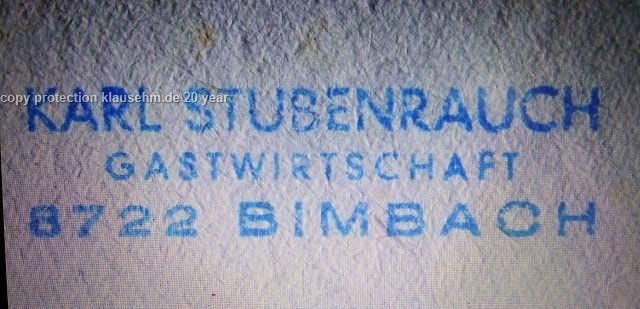 copy protection klausehm.de 20 year
KARL STUBENRAUCH
GASTWIRTSCHAFT
8722 BIMBACH